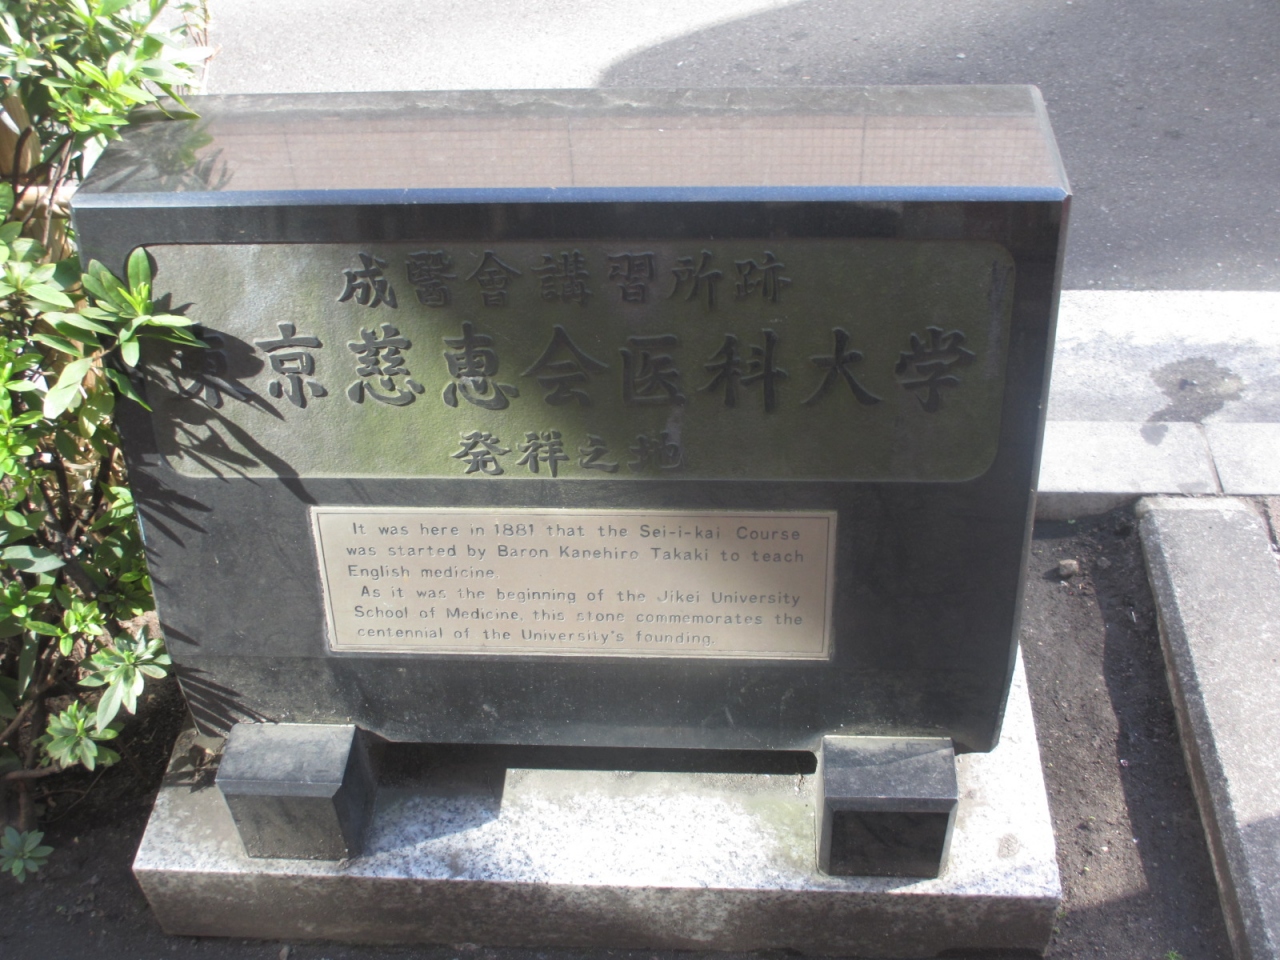 成醫會講習所跡
東京慈恵会医科大学
発祥之地
It was here in 1881 that the Sei-i-kai Course
was started by Baron Kanehiro Takaki to teach
English medicine.
As it was the beginning of the Jikei University
School of Medicine, this stone commemorates the
centennial of the University's founding.